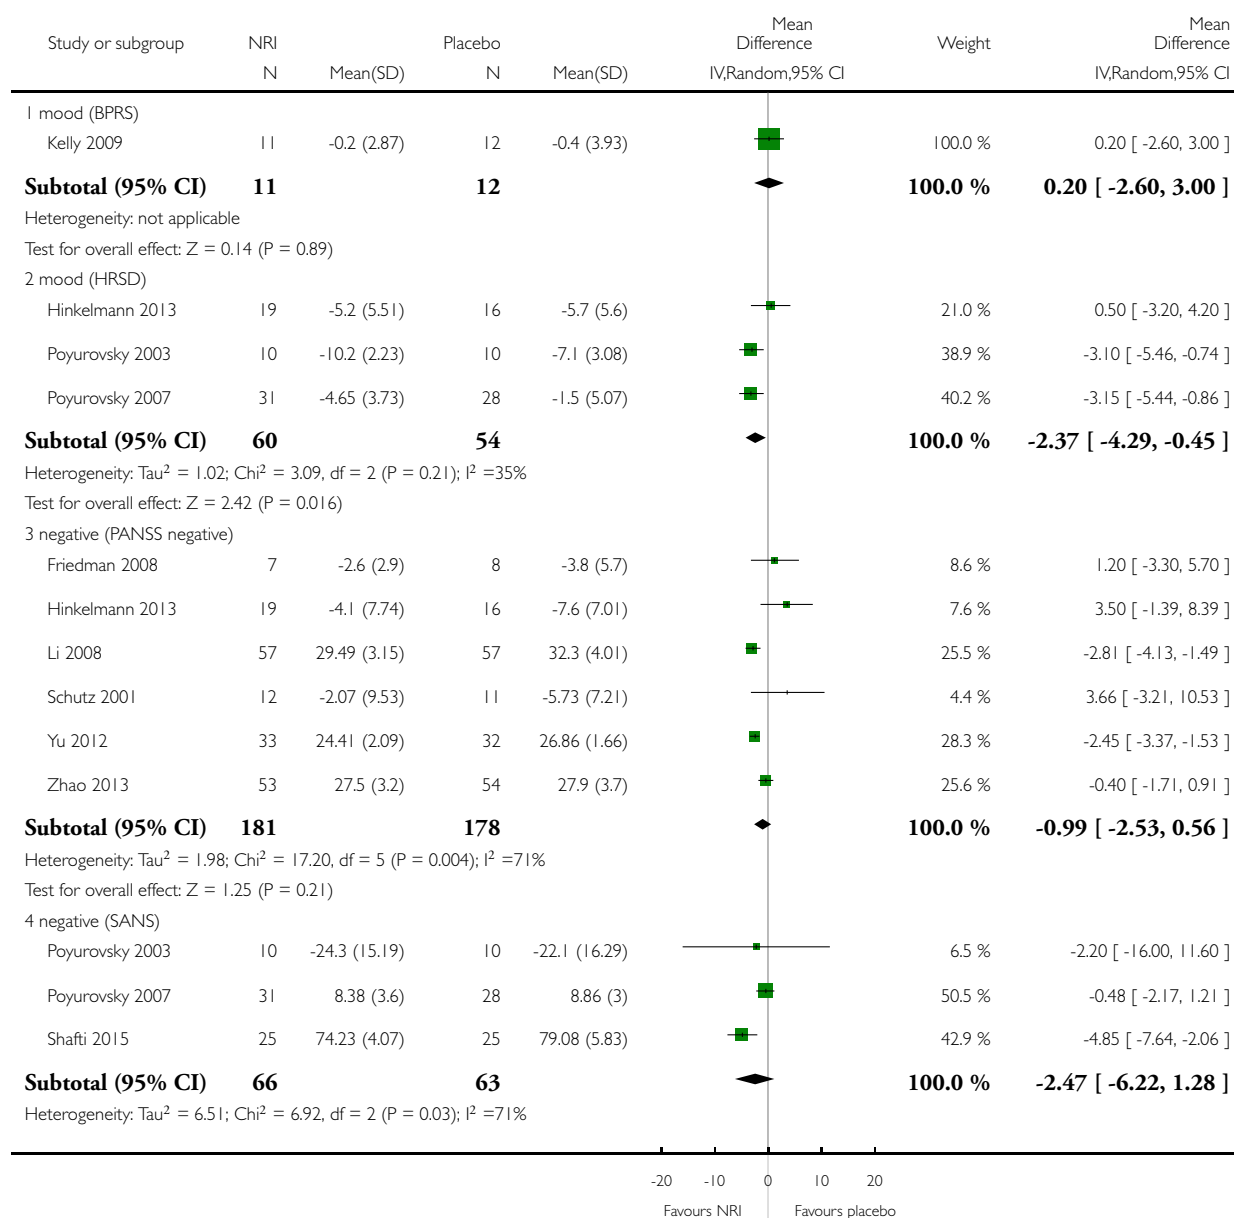 Study or subgroup NRI Placebo Mean Difference Weight Mean Difference
N Mean(SD) N Mean(SD) IV,Random,95% CI IV,Random,95% CI
1 mood (BPRS)
Kelly 2009 11 -0.2 (2.87) 12 -0.4 (3.93) 100.0 % 0.20 [ -2.60, 3.00 ]
Subtotal (95% CI) 11 12 100.0 % 0.20 [ -2.60, 3.00 ]
Heterogeneity: not applicable
Test for overall effect: Z = 0.14 (P = 0.89)
2 mood (HRSD)
Hinkelmann 2013 19 -5.2 (5.51) 16 -5.7 (5.6) 21.0 % 0.50 [ -3.20, 4.20 ]
Poyurovsky 2003 10 -10.2 (2.23) 10 -7.1 (3.08) 38.9 % -3.10 [ -5.46, -0.74 ]
Poyurovsky 2007 31 -4.65 (3.73) 28 -1.5 (5.07) 40.2 % -3.15 [ -5.44, -0.86 ]
Subtotal (95% CI) 60 54 100.0 % -2.37 [ -4.29, -0.45 ]
Heterogeneity: Tau² = 1.02; Chi² = 3.09, df = 2 (P = 0.21); I² =35%
Test for overall effect: Z = 2.42 (P = 0.016)
3 negative (PANSS negative)
Friedman 2008 7 -2.6 (2.9) 8 -3.8 (5.7) 8.6 % 1.20 [ -3.30, 5.70 ]
Hinkelmann 2013 19 -4.1 (7.74) 16 -7.6 (7.01) 7.6 % 3.50 [ -1.39, 8.39 ]
Li 2008 57 29.49 (3.15) 57 32.3 (4.01) 25.5 % -2.81 [ -4.13, -1.49 ]
Schutz 2001 12 -2.07 (9.53) 11 -5.73 (7.21) 4.4 % 3.66 [ -3.21, 10.53 ]
Yu 2012 33 24.41 (2.09) 32 26.86 (1.66) 28.3 % -2.45 [ -3.37, -1.53 ]
Zhao 2013 53 27.5 (3.2) 54 27.9 (3.7) 25.6 % -0.40 [ -1.71, 0.91 ]
Subtotal (95% CI) 181 178 100.0 % -0.99 [ -2.53, 0.56 ]
Heterogeneity: Tau² = 1.98; Chi² = 17.20, df = 5 (P = 0.004); I² =71%
Test for overall effect: Z = 1.25 (P = 0.21)
4 negative (SANS)
Poyurovsky 2003 10 -24.3 (15.19) 10 -22.1 (16.29) 6.5 % -2.20 [ -16.00, 11.60 ]
Poyurovsky 2007 31 8.38 (3.6) 28 8.86 (3) 50.5 % -0.48 [ -2.17, 1.21 ]
Shafti 2015 25 74.23 (4.07) 25 79.08 (5.83) 42.9 % -4.85 [ -7.64, -2.06 ]
Subtotal (95% CI) 66 63 100.0 % -2.47 [ -6.22, 1.28 ]
Heterogeneity: Tau² = 6.51; Chi² = 6.92, df = 2 (P = 0.03); I² =71%
-20 -10 0 10 20
Favours NRI Favours placebo